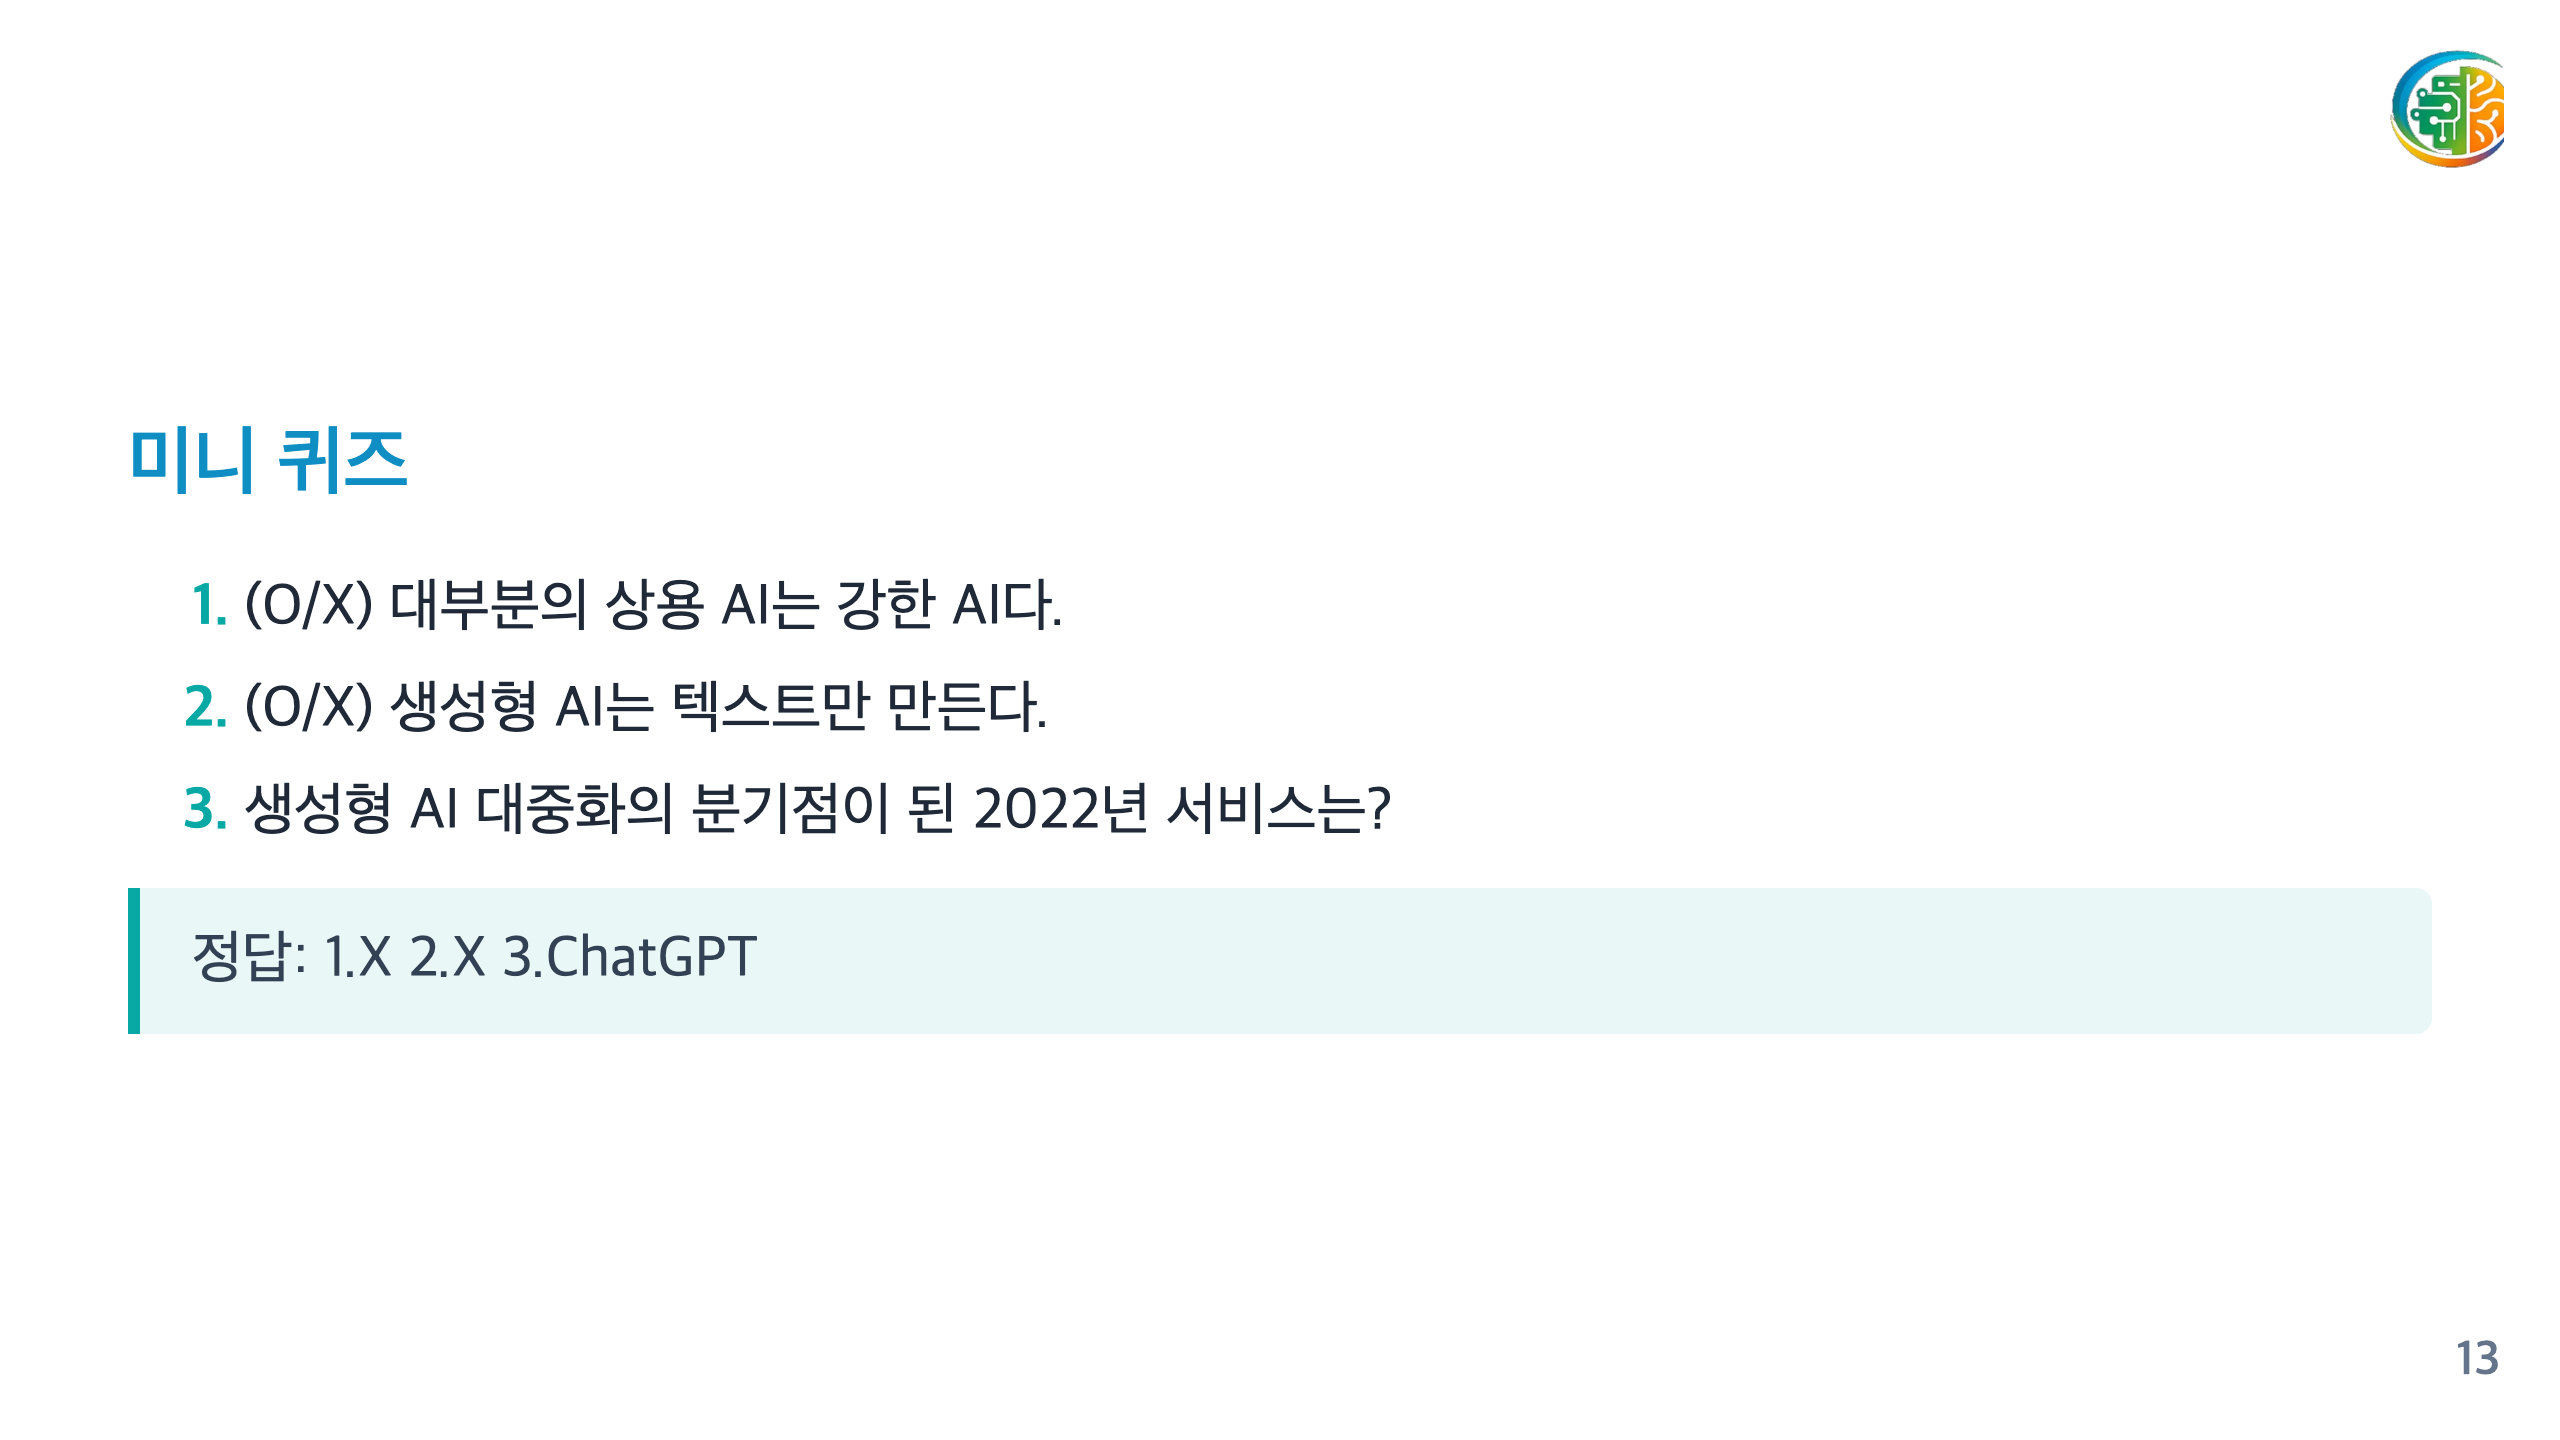 미니 퀴즈
1. (O/X) 대부분의 상용 AI는 강한 AI다.
2. (O/X) 생성형 AI는 텍스트만 만든다.
3. 생성형 AI 대중화의 분기점이 된 2022년 서비스는?
정답: 1.X 2.X 3.ChatGPT
13